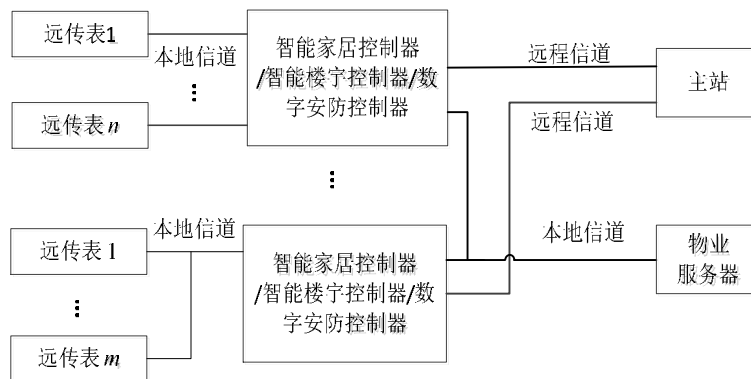 远传表1
本地信道
远传表 n
智能家居控制器
/智能楼宇控制器/数
字安防控制器
远程信道
主站
远程信道
远传表 1
本地信道
远传表 m
智能家居控制器
/智能楼宇控制器/数
字安防控制器
本地信道
物业
服务器